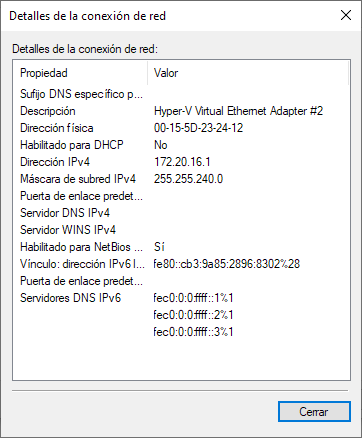 Detalles de la conexión de red
Detalles de la conexión de red:
Propiedad Valor
Sufijo DNS específico p...
Descripción Hyper-V Virtual Ethernet Adapter #2
Dirección física 00-15-5D-23-24-12
Habilitado para DHCP No
Dirección IPv4 172.20.16.1
Máscara de subred IPv4 255.255.240.0
Puerta de enlace predet...
Servidor DNS IPv4
Servidor WINS IPv4
Habilitado para NetBios ... Sí
Vínculo: dirección IPv6 l... fe80::cb3:9a85:2896:8302%28
Puerta de enlace predet...
Servidores DNS IPv6 fec0:0:0:ffff::1%1
fec0:0:0:ffff::2%1
fec0:0:0:ffff::3%1
Cerrar